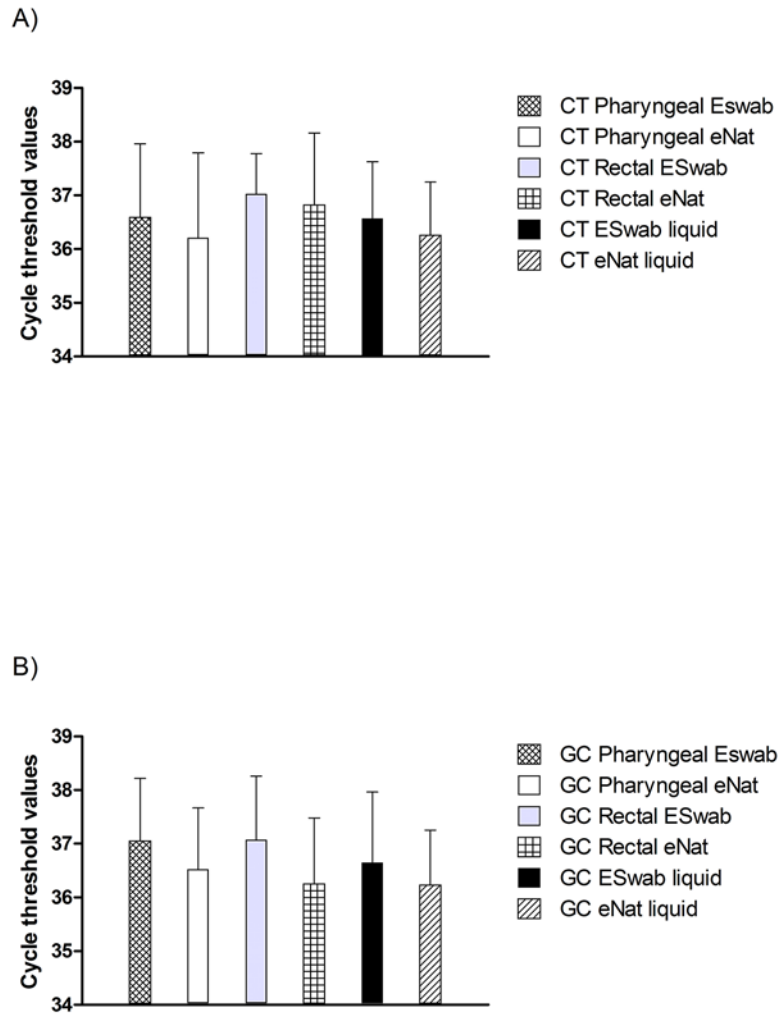 A)
39
38
37
36
35
34
Cycle threshold values
CT Pharyngeal Eswab
CT Pharyngeal eNat
CT Rectal ESwab
CT Rectal eNat
CT ESwab liquid
CT eNat liquid
B)
39
38
37
36
35
34
Cycle threshold values
GC Pharyngeal Eswab
GC Pharyngeal eNat
GC Rectal ESwab
GC Rectal eNat
GC ESwab liquid
GC eNat liquid